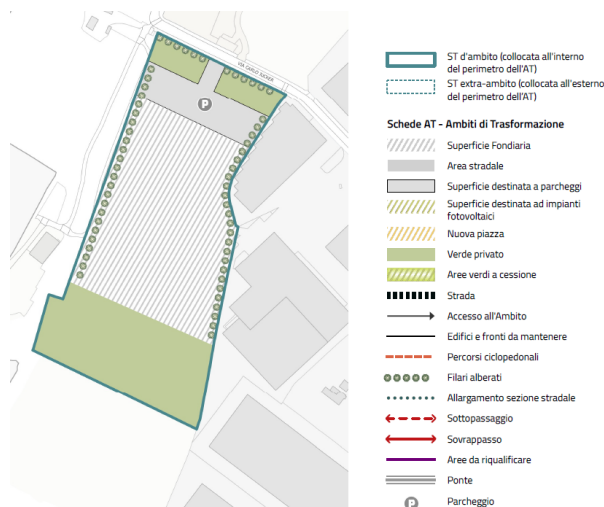 VIA CARLO SIGNER
P
ST d'ambito (collocata all'interno
del perimetro dell'AT)
ST extra-ambito (collocata all'esterno
del perimetro dell'AT)
Schede AT - Ambiti di Trasformazione
Superficie Fondiaria
Area stradale
Superficie destinata a parcheggi
Superficie destinata ad impianti
fotovoltaici
Nuova piazza
Verde privato
Aree verdi a cessione
Strada
Accesso all'Ambito
Edifici e fronti da mantenere
Percorsi ciclopedonali
Filari alberati
Allargamento sezione stradale
Sottopassaggio
Sovrappasso
Aree da riqualificare
Ponte
P Parcheggio